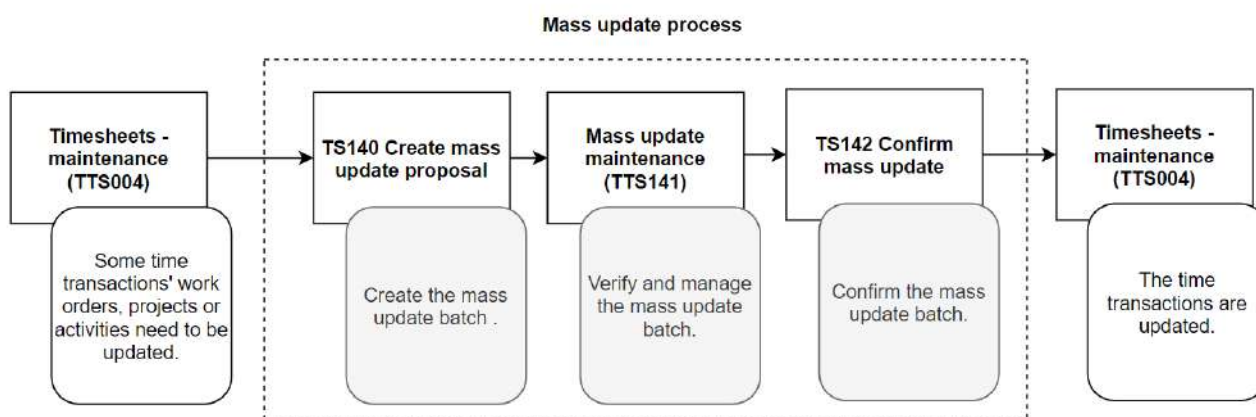 Mass update process
Timesheets -
maintenance
(TTS004)
Some time
transactions' work
orders, projects or
activities need to be
updated.
TS140 Create mass
update proposal
Create the mass
update batch .
Mass update
maintenance
(TTS141)
Verify and manage
the mass update
batch.
TS142 Confirm
mass update
Confirm the mass
update batch.
Timesheets -
maintenance
(TTS004)
The time
transactions are
updated.